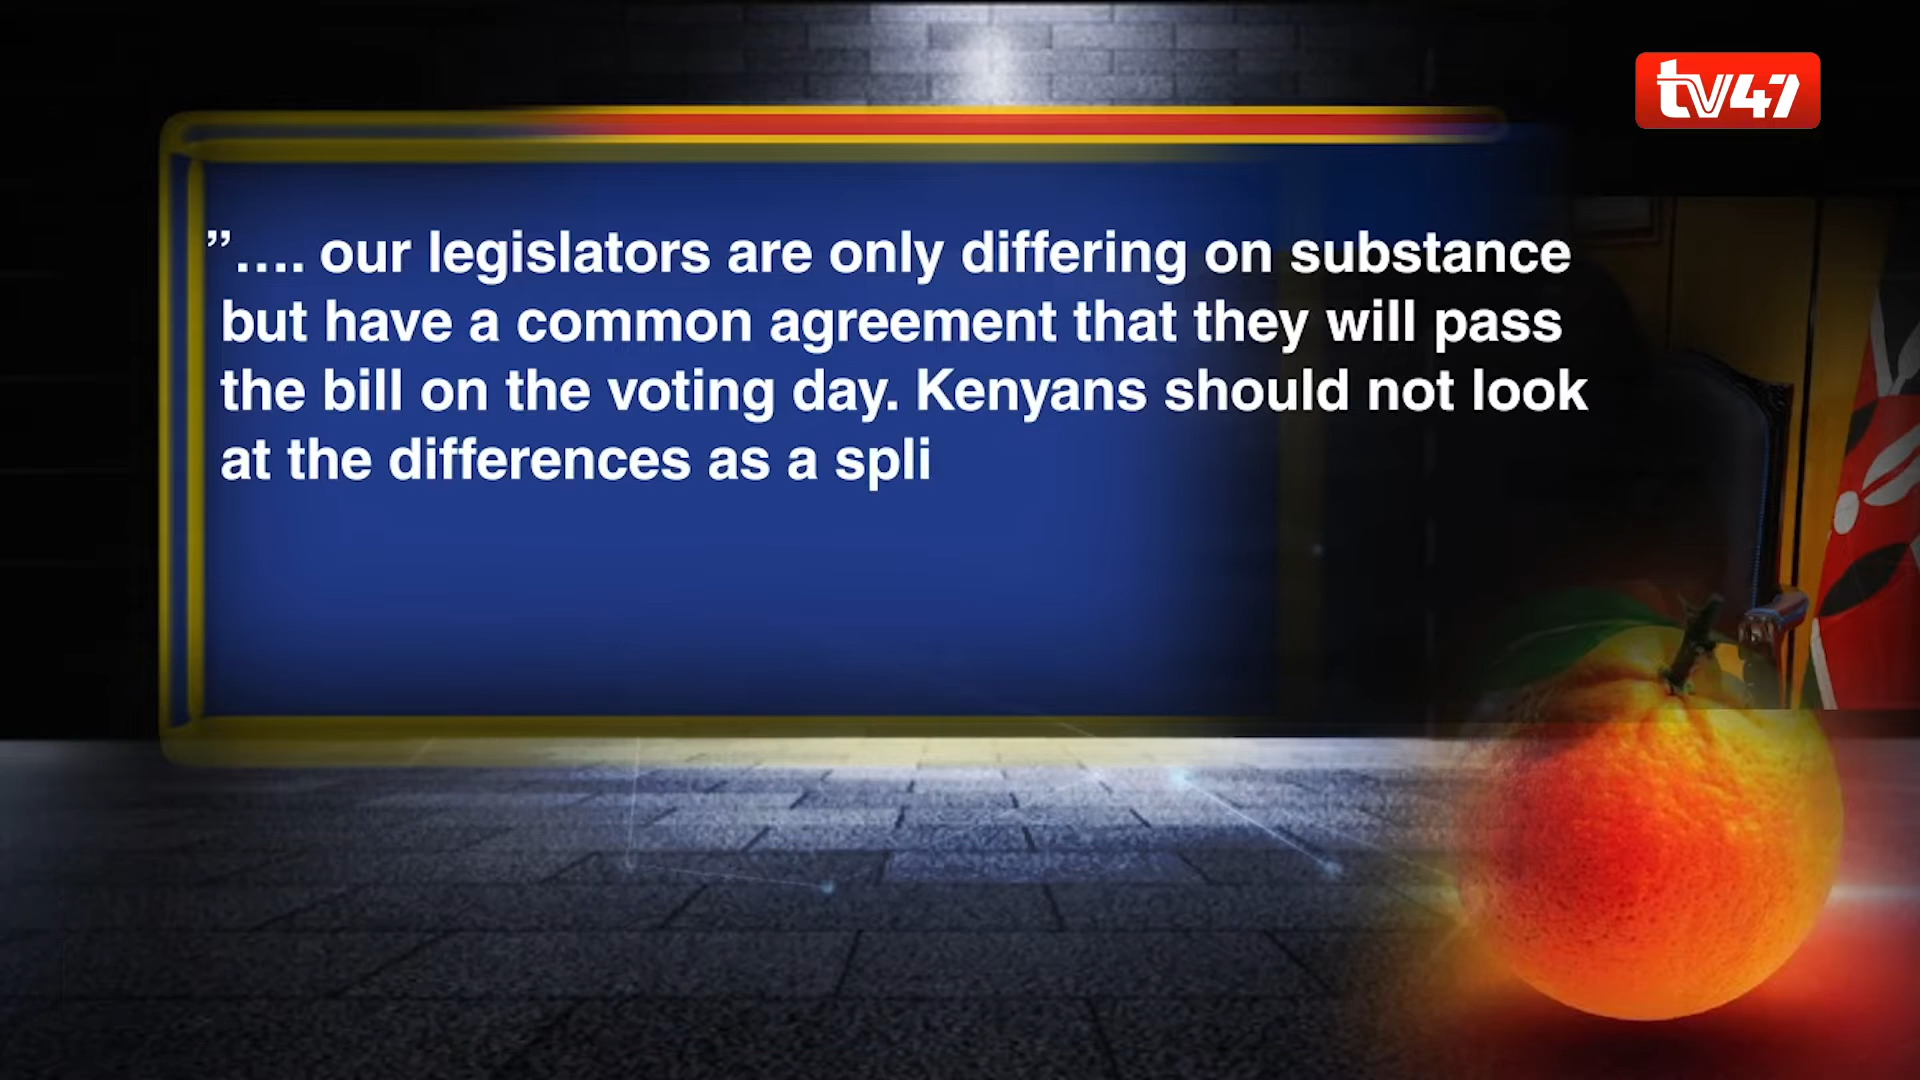 tv47
”.... our legislators are only differing on substance
but have a common agreement that they will pass
the bill on the voting day. Kenyans should not look
at the differences as a spli